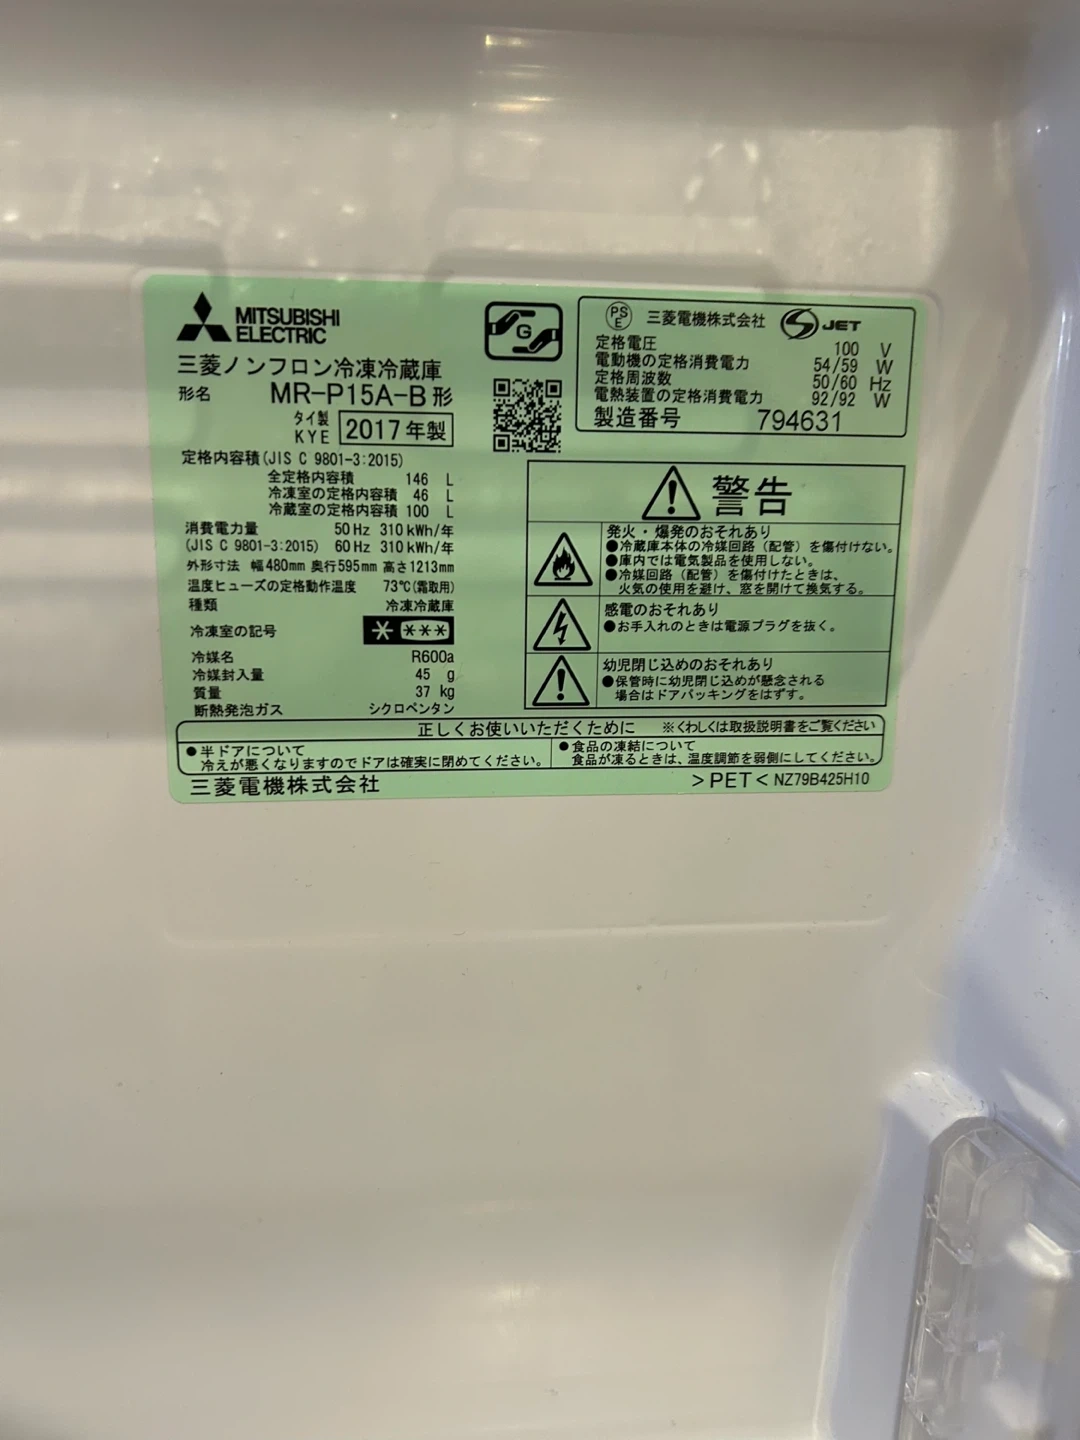 MITSUBISHI
ELECTRIC
三菱ノンフロン冷凍冷蔵庫
形名 MR-P15A-B形
タイ製
KYE 2017年製
定格内容積(JIS C 9801-3:2015)
全定格内容積 146 L
冷凍室の定格内容積 46 L
冷蔵室の定格内容積 100 L
消費電力量 50Hz 310kWh/年
(JIS C 9801-3:2015) 60Hz 310kWh/年
外形寸法 幅480mm 奥行595mm 高さ1213mm
温度ヒューズの定格動作温度 73℃(霜取用)
種類 冷凍冷蔵庫
冷凍室の記号 * ***
冷媒名 R600a
冷媒封入量 45 g
質量 37 kg
断熱発泡ガス シクロペンタン
G
PS
E 三菱電機株式会社 S JET
定格電圧 100 V
電動機の定格消費電力 54/59 W
定格周波数 50/60 Hz
電熱装置の定格消費電力 92/92 W
製造番号 794631
警告
発火・爆発のおそれあり
●冷蔵庫本体の冷媒回路(配管)を傷付けない。
●庫内では電気製品を使用しない。
●冷媒回路(配管)を傷付けたときは、
火気の使用を避け、窓を開けて換気する。
感電のおそれあり
●お手入れのときは電源プラグを抜く。
幼児閉じ込めのおそれあり
●保管時に幼児閉じ込めが懸念される
場合はドアパッキングをはずす。
正しくお使いいただくために ※くわしくは取扱説明書をご覧ください
●半ドアについて
冷えが悪くなりますのでドアは確実に閉めてください。
●食品の凍結について
食品が凍るときは、温度調節を弱側にしてください。
三菱電機株式会社
>PET< NZ79B425H10